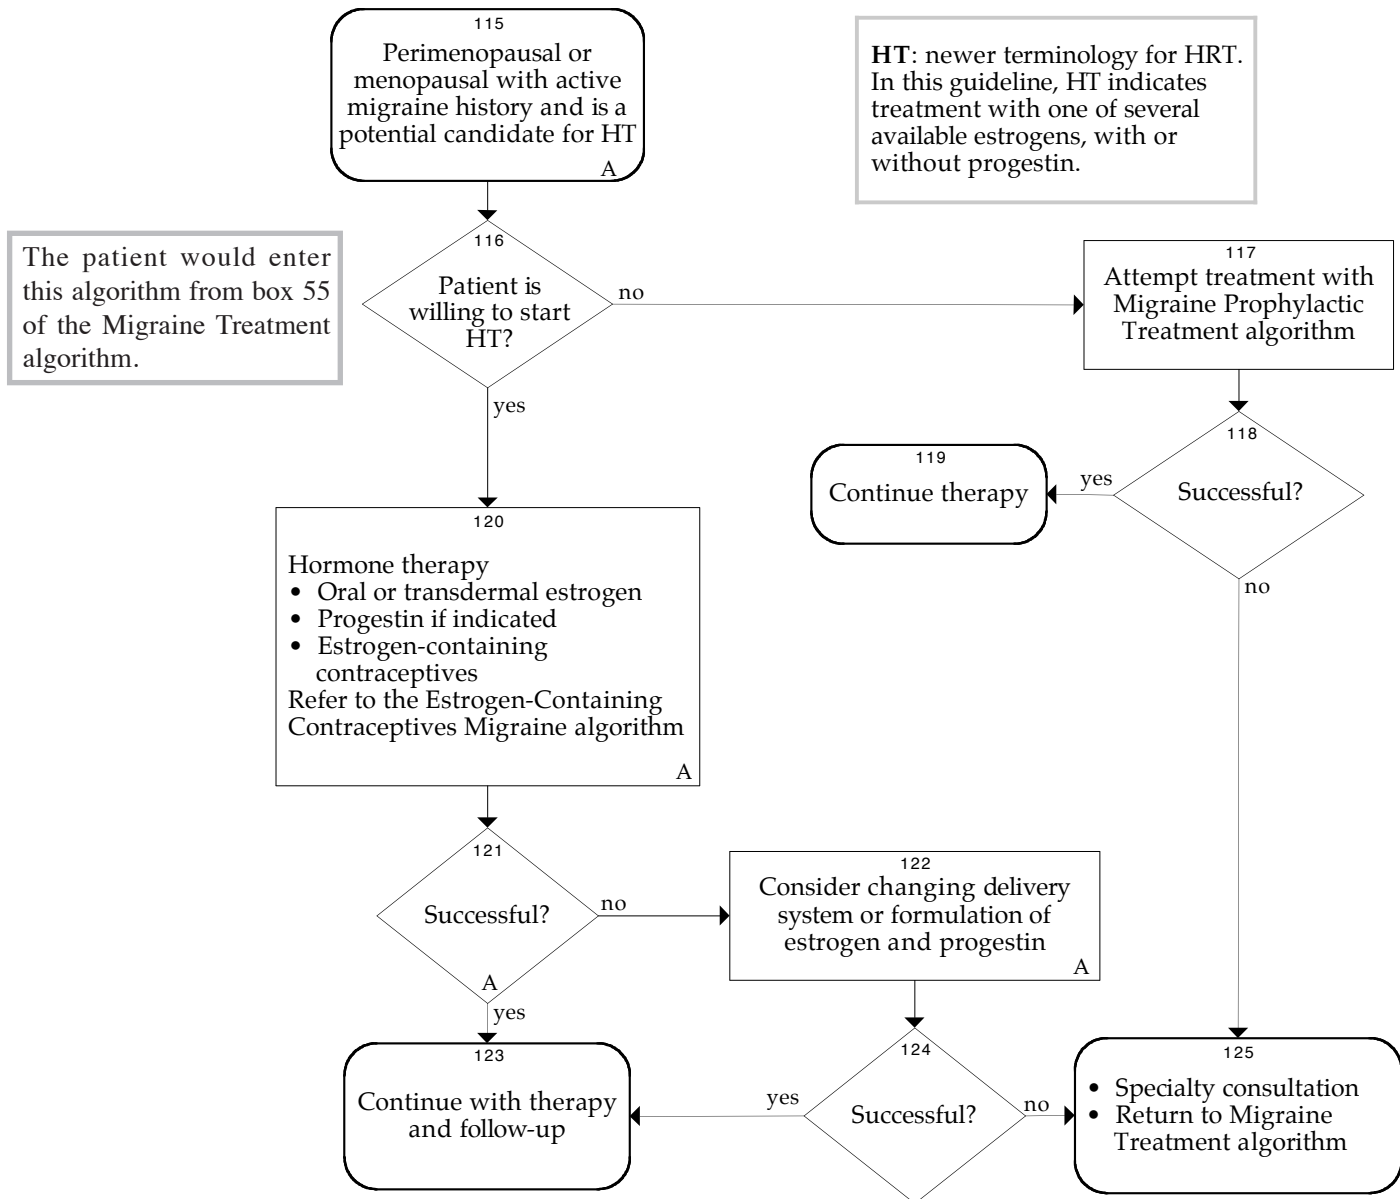 115
Perimenopausal or
menopausal with active
migraine history and is a
potential candidate for HT
A
HT: newer terminology for HRT.
In this guideline, HT indicates
treatment with one of several
available estrogens, with or
without progestin.
The patient would enter
this algorithm from box 55
of the Migraine Treatment
algorithm.
116
Patient is
willing to start
HT?
no
yes
117
Attempt treatment with
Migraine Prophylactic
Treatment algorithm
118
Successful?
yes
no
119
Continue therapy
120
Hormone therapy
• Oral or transdermal estrogen
• Progestin if indicated
• Estrogen-containing
contraceptives
Refer to the Estrogen-Containing
Contraceptives Migraine algorithm
A
121
Successful?
A
no
yes
122
Consider changing delivery
system or formulation of
estrogen and progestin
A
123
Continue with therapy
and follow-up
124
Successful?
yes
no
125
• Specialty consultation
• Return to Migraine
Treatment algorithm